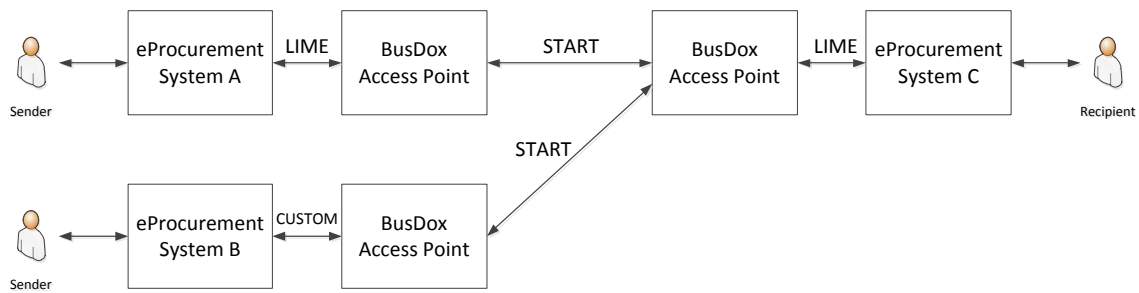 eProcurement
System A
LIME
BusDox
Access Point
START
BusDox
Access Point
LIME
eProcurement
System C
Sender
Recipient
START
eProcurement
System B
CUSTOM
BusDox
Access Point
Sender